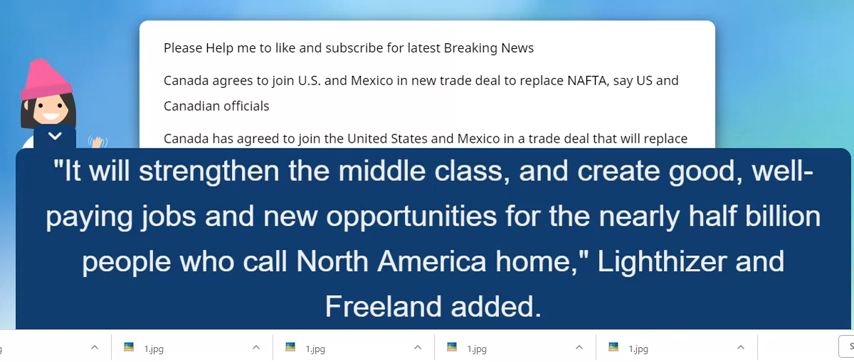 Please Help me to like and subscribe for latest Breaking News
Canada agrees to join U.S. and Mexico in new trade deal to replace NAFTA, say US and
Canadian officials
Canada has agreed to join the United States and Mexico in a trade deal that will replace
"It will strengthen the middle class, and create good, well-
paying jobs and new opportunities for the nearly half billion
people who call North America home," Lighthizer and
Freeland added.
g 1.jpg 1.jpg 1.jpg 1.jpg S